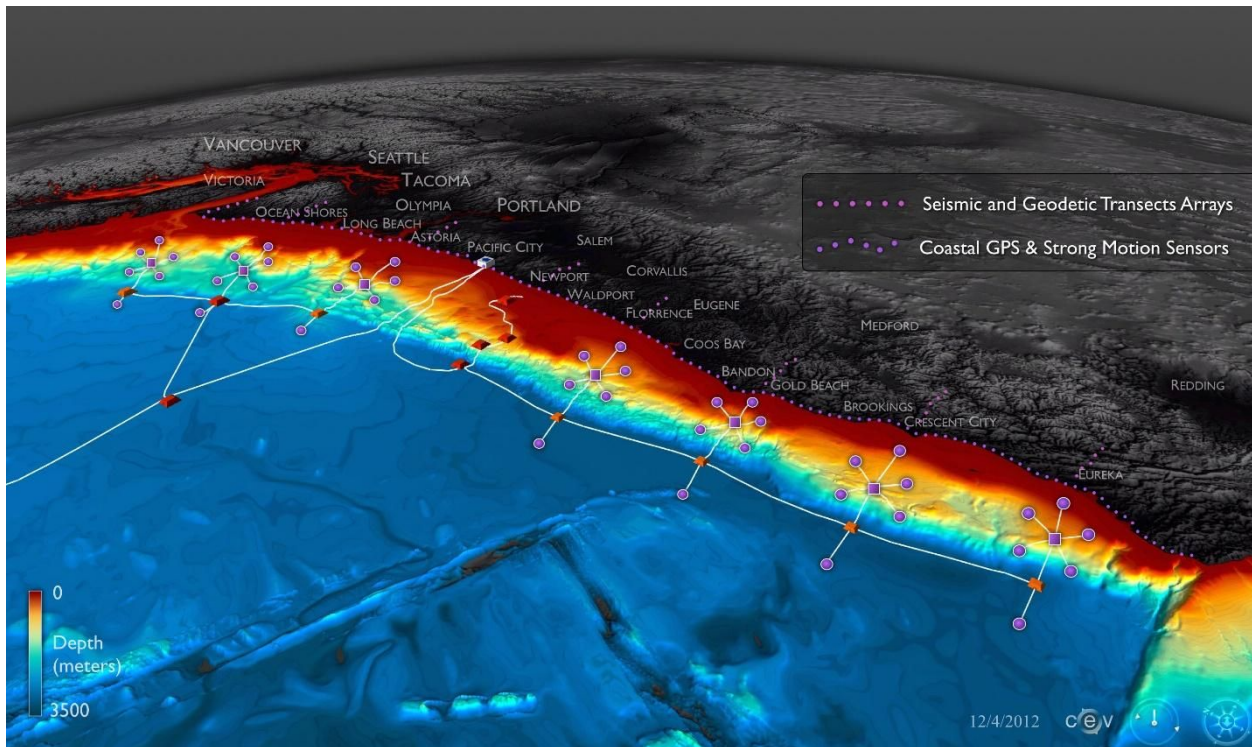 VANCOUVER
SEATTLE
VICTORIA
TACOMA
OLYMPIA
PORTLAND
OCEAN SHORES
LONG BEACH
ASTORIA
PACIFIC CITY
SALEM
NEWPORT
CORVALLIS
WALDPORT
EUGENE
FLORRENCE
MEDFORD
COOS BAY
BANDON
GOLD BEACH
REDDING
BROOKINGS
CRESCENT CITY
EUREKA
Seismic and Geodetic Transects Arrays
Coastal GPS & Strong Motion Sensors
0
Depth
(meters)
3500
12/4/2012
cev